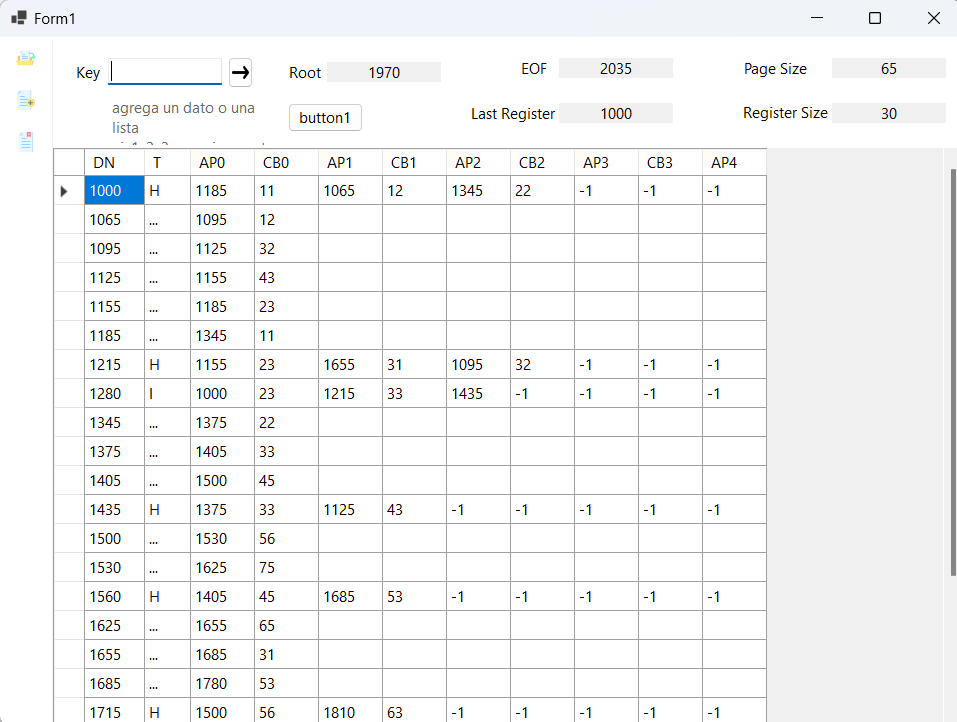 Form1
Key Root 1970 EOF 2035 Page Size 65
agrega un dato o una
lista
button1 Last Register 1000 Register Size 30
DN T AP0 CB0 AP1 CB1 AP2 CB2 AP3 CB3 AP4
1000 H 1185 11 1065 12 1345 22 -1 -1 -1
1065 ... 1095 12
1095 ... 1125 32
1125 ... 1155 43
1155 ... 1185 23
1185 ... 1345 11
1215 H 1155 23 1655 31 1095 32 -1 -1 -1
1280 I 1000 23 1215 33 1435 -1 -1 -1 -1
1345 ... 1375 22
1375 ... 1405 33
1405 ... 1500 45
1435 H 1375 33 1125 43 -1 -1 -1 -1 -1
1500 ... 1530 56
1530 ... 1625 75
1560 H 1405 45 1685 53 -1 -1 -1 -1 -1
1625 ... 1655 65
1655 ... 1685 31
1685 ... 1780 53
1715 H 1500 56 1810 63 -1 -1 -1 -1 -1